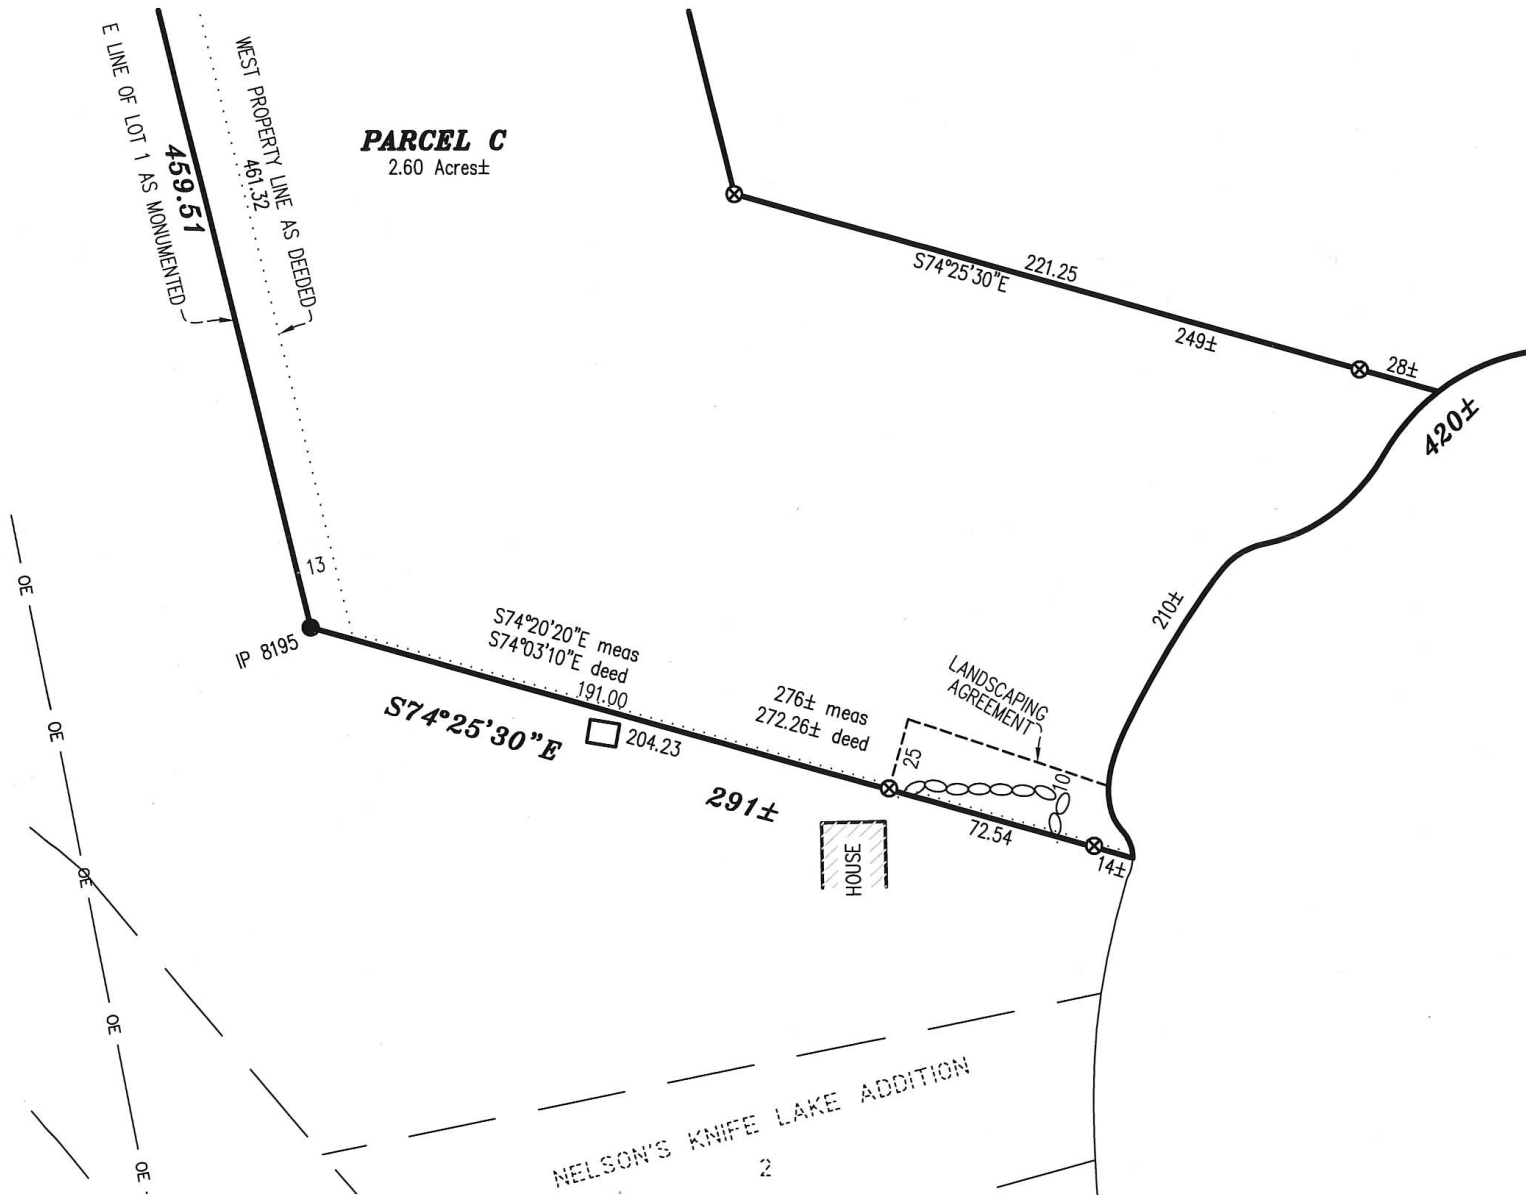 E LINE OF LOT 1 AS MONUMENTED
459.51
WEST PROPERTY LINE AS DEEDED
461.32
PARCEL C
2.60 Acres±
S74°25'30"E
221.25
249±
28±
420±
210±
13
IP 8195
S74°20'20"E meas
S74°03'10"E deed
191.00
S74°25'30"E
204.23
276± meas
272.26± deed
291±
LANDSCAPING
AGREEMENT
25
10
72.54
14±
HOUSE
OE
OE
OE
OE
OE
NELSON'S KNIFE LAKE ADDITION
2